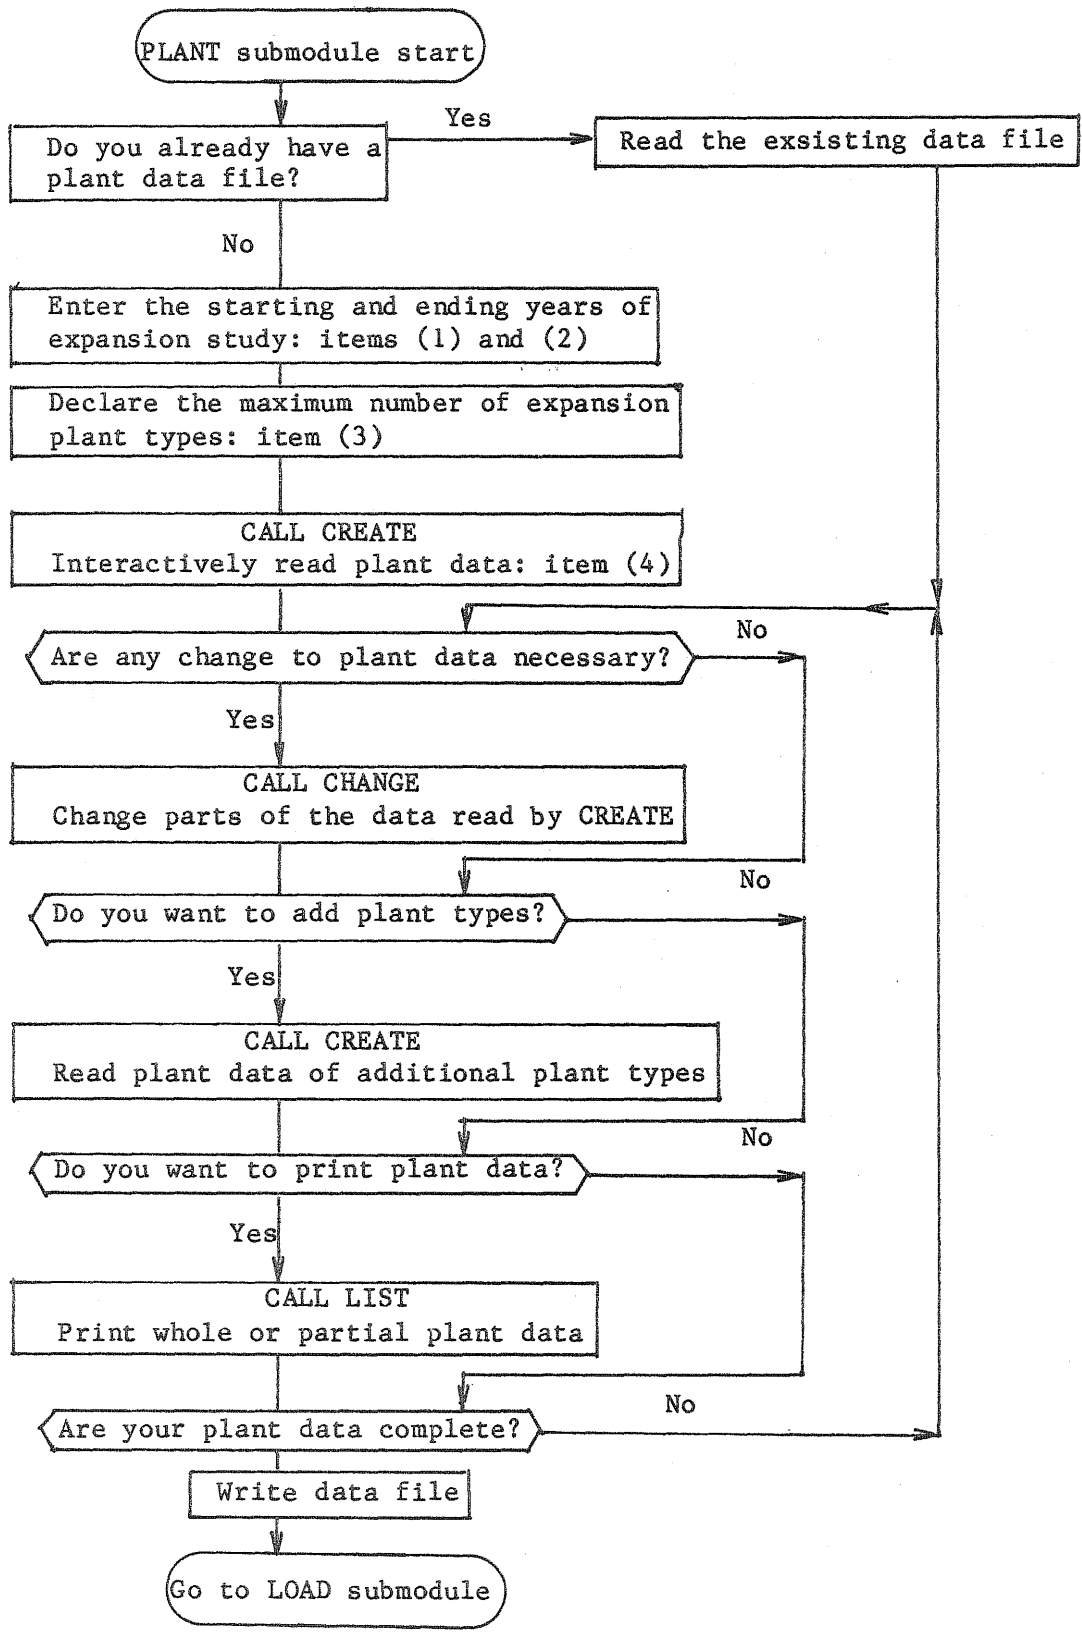 PLANT submodule start
Yes
Do you already have a
plant data file?
Read the exsisting data file
No
Enter the starting and ending years of
expansion study: items (1) and (2)
Declare the maximum number of expansion
plant types: item (3)
CALL CREATE
Interactively read plant data: item (4)
No
Are any change to plant data necessary?
Yes
CALL CHANGE
Change parts of the data read by CREATE
No
Do you want to add plant types?
Yes
CALL CREATE
Read plant data of additional plant types
No
Do you want to print plant data?
Yes
CALL LIST
Print whole or partial plant data
No
Are your plant data complete?
Write data file
Go to LOAD submodule